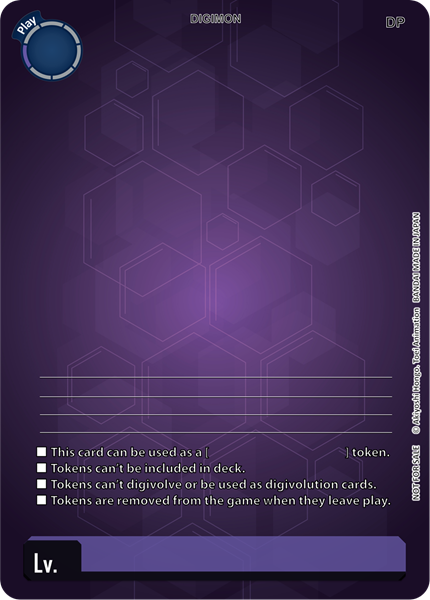 DIGIMON
DP
Play
This card can be used as a [ ] token.
Tokens can't be included in deck.
Tokens can't digivolve or be used as digivolution cards.
Tokens are removed from the game when they leave play.
Lv.
NOT FOR SALE © Akiyoshi Hongo, Toei Animation BANDAI MADE IN JAPAN